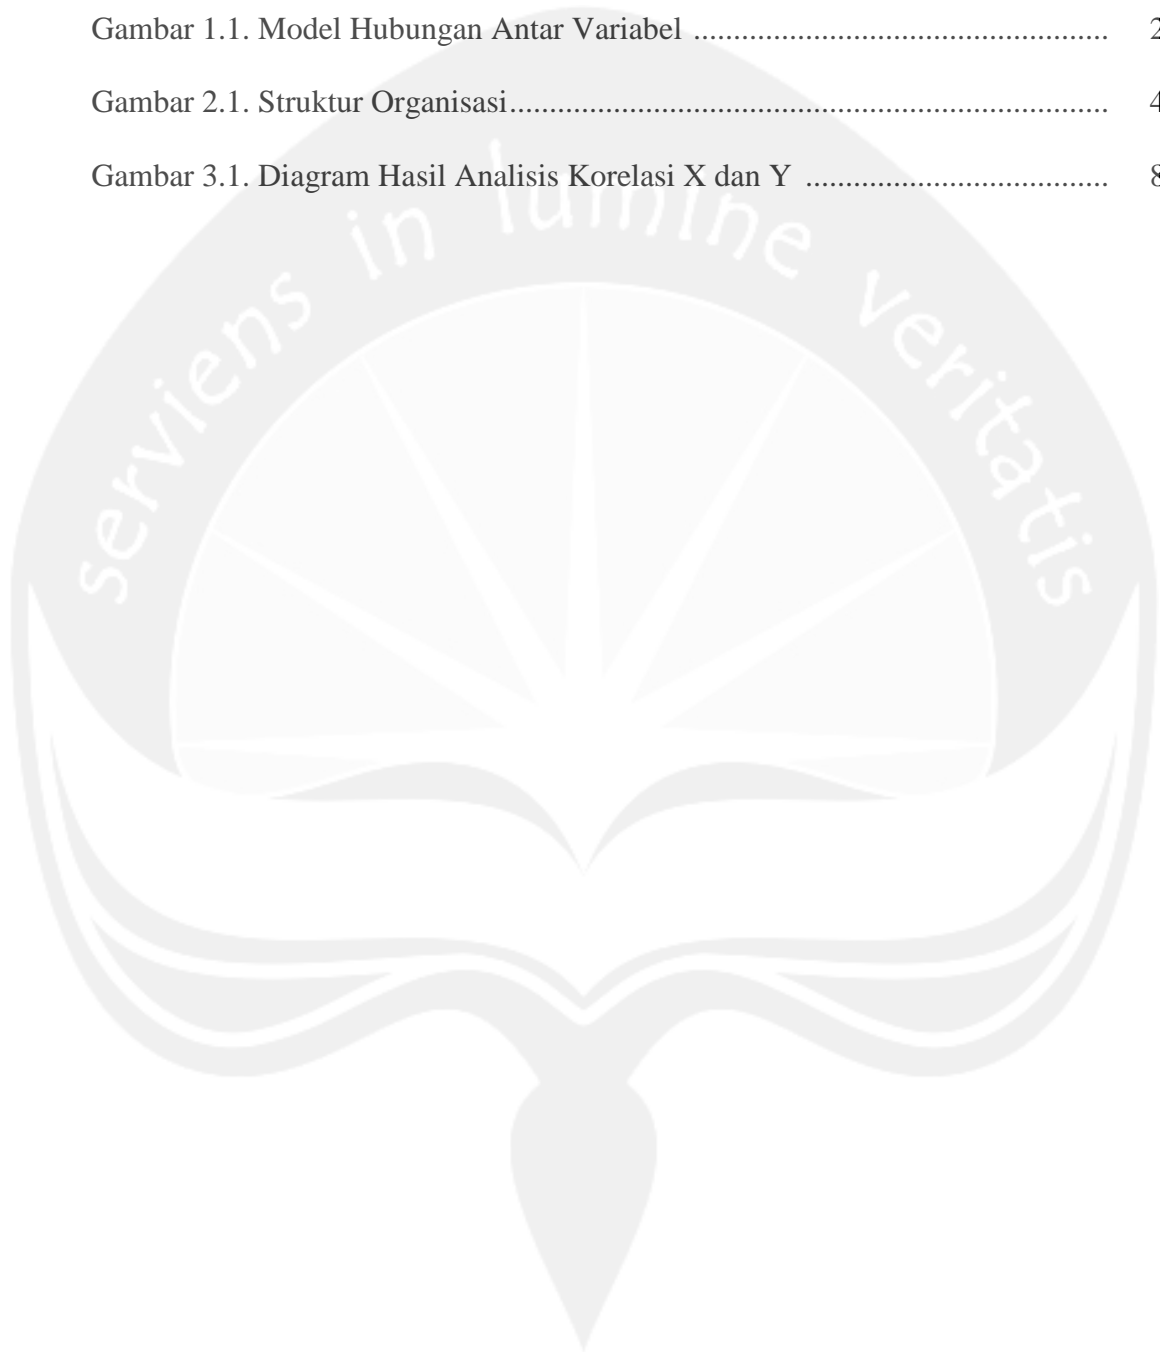 Gambar 1.1. Model Hubungan Antar Variabel .................................................... 2
Gambar 2.1. Struktur Organisasi.......................................................................... 4
Gambar 3.1. Diagram Hasil Analisis Korelasi X dan Y ...................................... 8
serviens in lumine veritatis